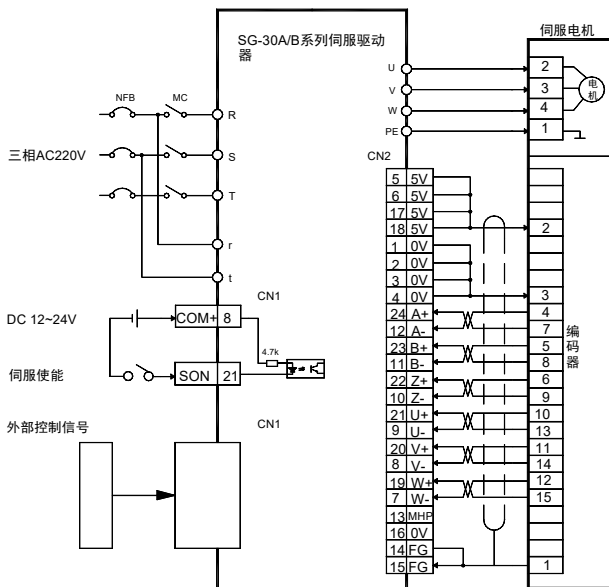 SG-30A/B系列伺服驱动
器
伺服电机
NFB
MC
R
S
T
r
t
三相AC220V
U
V
W
PE
2
3
4
1
电
机
CN2
5 5V
6 5V
17 5V
18 5V 2
1 0V
2 0V
3 0V
4 0V 3
24 A+ 4
12 A- 7
23 B+ 5
11 B- 8
22 Z+ 6
10 Z- 9
21 U+ 10
9 U- 13
20 V+ 11
8 V- 14
19 W+ 12
7 W- 15
13 MHP
16 0V
14 FG
15 FG 1
编
码
器
CN1
DC 12~24V
COM+ 8
4.7k
伺服使能
SON 21
CN1
外部控制信号